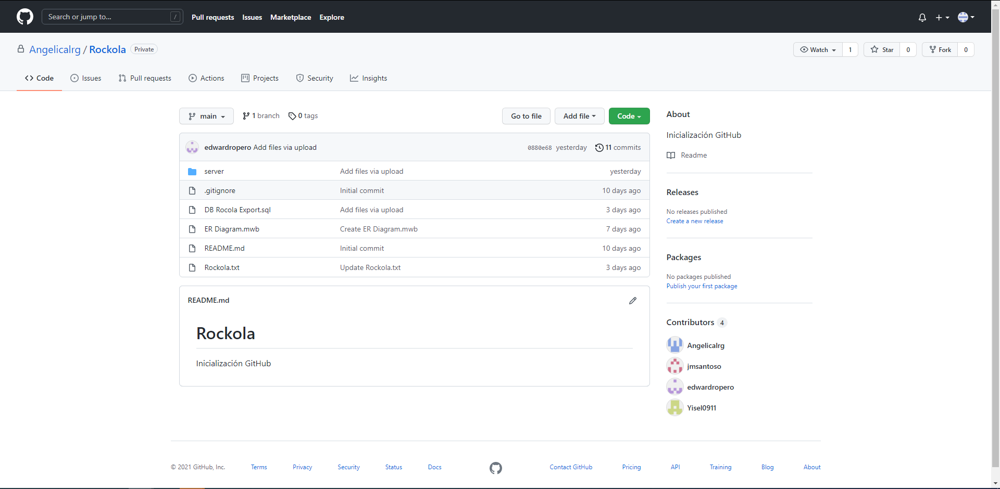 Search or jump to... / Pull requests Issues Marketplace Explore
Angelicalrg / Rockola Private Watch 1 Star 0 Fork 0
Code Issues Pull requests Actions Projects Security Insights
main 1 branch 0 tags Go to file Add file Code
edwardropero Add files via upload 0880e68 yesterday 11 commits
server Add files via upload yesterday
.gitignore Initial commit 10 days ago
DB Rocola Export.sql Add files via upload 3 days ago
ER Diagram.mwb Create ER Diagram.mwb 7 days ago
README.md Initial commit 10 days ago
Rockola.txt Update Rockola.txt 3 days ago
README.md
Rockola
Inicialización GitHub
About
Inicialización GitHub
Readme
Releases
No releases published
Create a new release
Packages
No packages published
Publish your first package
Contributors 4
Angelicalrg
jmsantoso
edwardropero
Yisel0911
© 2021 GitHub, Inc. Terms Privacy Security Status Docs Contact GitHub Pricing API Training Blog About